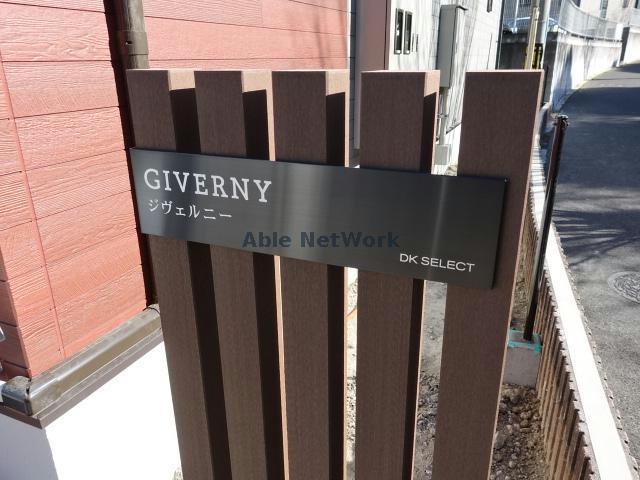 GIVERNY
ジヴェルニー
Able NetWork
DK SELECT